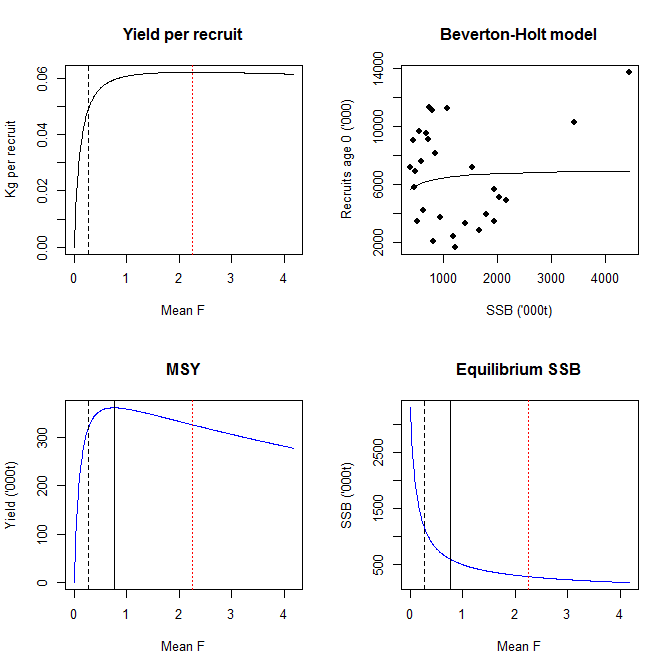 Yield per recruit
Kg per recruit
0.00 0.02 0.04 0.06
0 1 2 3 4
Mean F
Beverton-Holt model
Recruits age 0 ('000)
2000 6000 10000 14000
1000 2000 3000 4000
SSB ('000t)
MSY
Yield ('000t)
0 100 200 300
0 1 2 3 4
Mean F
Equilibrium SSB
SSB ('000t)
500 1500 2500
0 1 2 3 4
Mean F